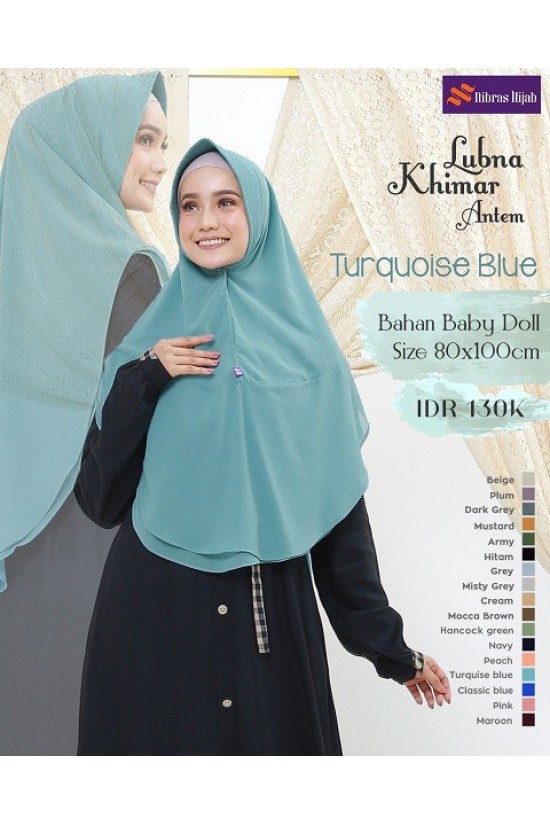 Nibras Hijab
Lubna
Khimar
Antem
Turquoise Blue
Bahan Baby Doll
Size 80x100cm
IDR 130K
Beige
Plum
Dark Grey
Mustard
Army
Hitam
Grey
Misty Grey
Cream
Mocca Brown
Hancock green
Navy
Peach
Turquise blue
Classic blue
Pink
Maroon